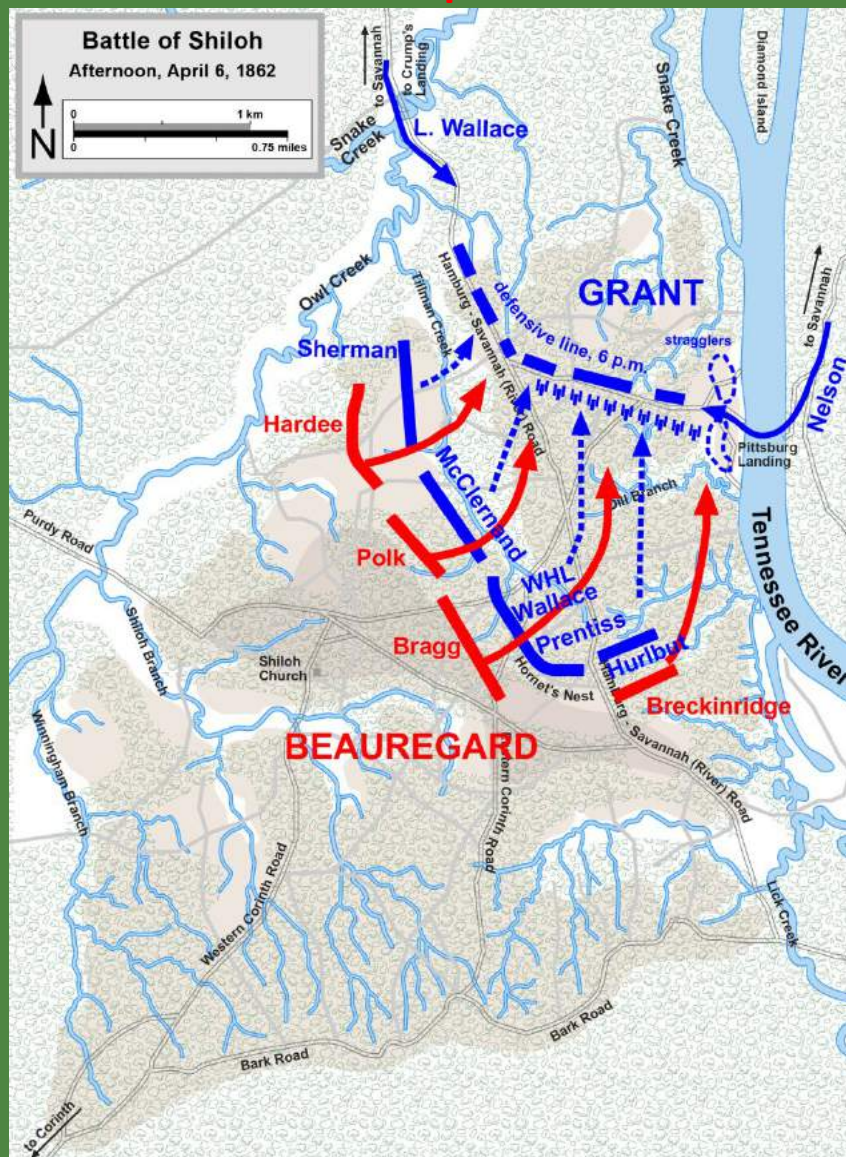 Battle of Shiloh
Afternoon, April 6, 1862
N
0
1 km
0
0.75 miles
to Savannah
to Crump's
Landing
Snake
Creek
L. Wallace
Snake Creek
Diamond Island
Owl Creek
Tillman Creek
Hamburg - Savannah (River) Road
defensive line, 6 p.m.
GRANT
to Savannah
stragglers
Nelson
Sherman
Hardee
McClernand
Pittsburg
Landing
Dill Branch
Tennessee River
Purdy Road
Polk
WHL
Wallace
Prentiss
Hurlbut
Shiloh Branch
Bragg
Shiloh
Church
Hornet's Nest
Breckinridge
BEAUREGARD
Hamburg - Savannah (River) Road
Winningham Branch
Eastern Corinth Road
Western Corinth Road
Lick Creek
Bark Road
Bark Road
to Corinth